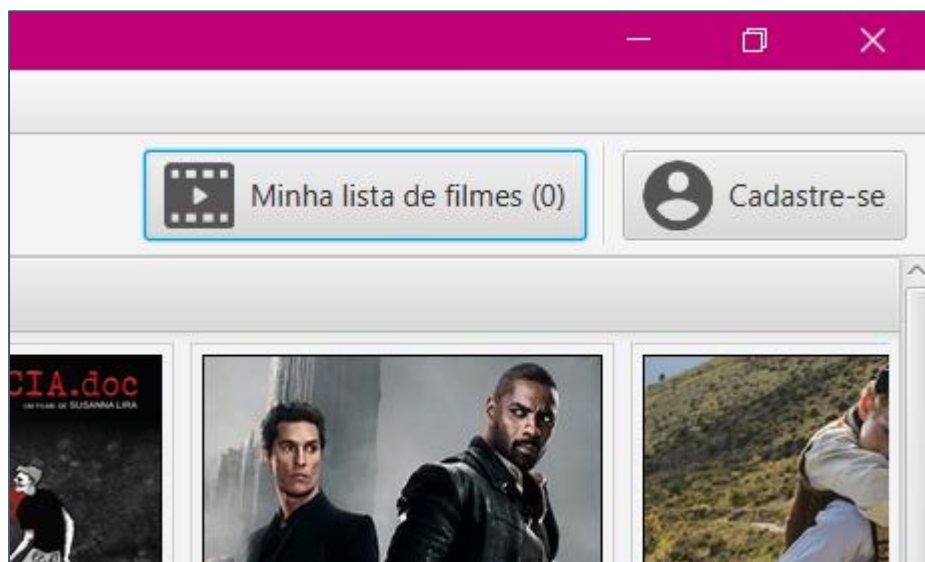 Minha lista de filmes (0)
Cadastre-se
CIA.doc
UM FILME DE SUSANNA LIRA